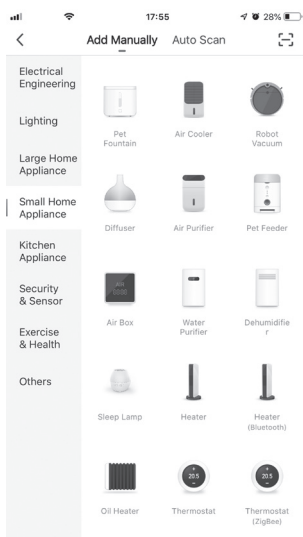 17:55
28%
Add Manually
Auto Scan
Electrical
Engineering
Lighting
Large Home
Appliance
Small Home
Appliance
Kitchen
Appliance
Security
& Sensor
Exercise
& Health
Others
Pet
Fountain
Air Cooler
Robot
Vacuum
Diffuser
Air Purifier
Pet Feeder
Air Box
Water
Purifier
Dehumidifie
r
Sleep Lamp
Heater
Heater
(Bluetooth)
Oil Heater
20.5
Thermostat
20.5
Thermostat
(ZigBee)